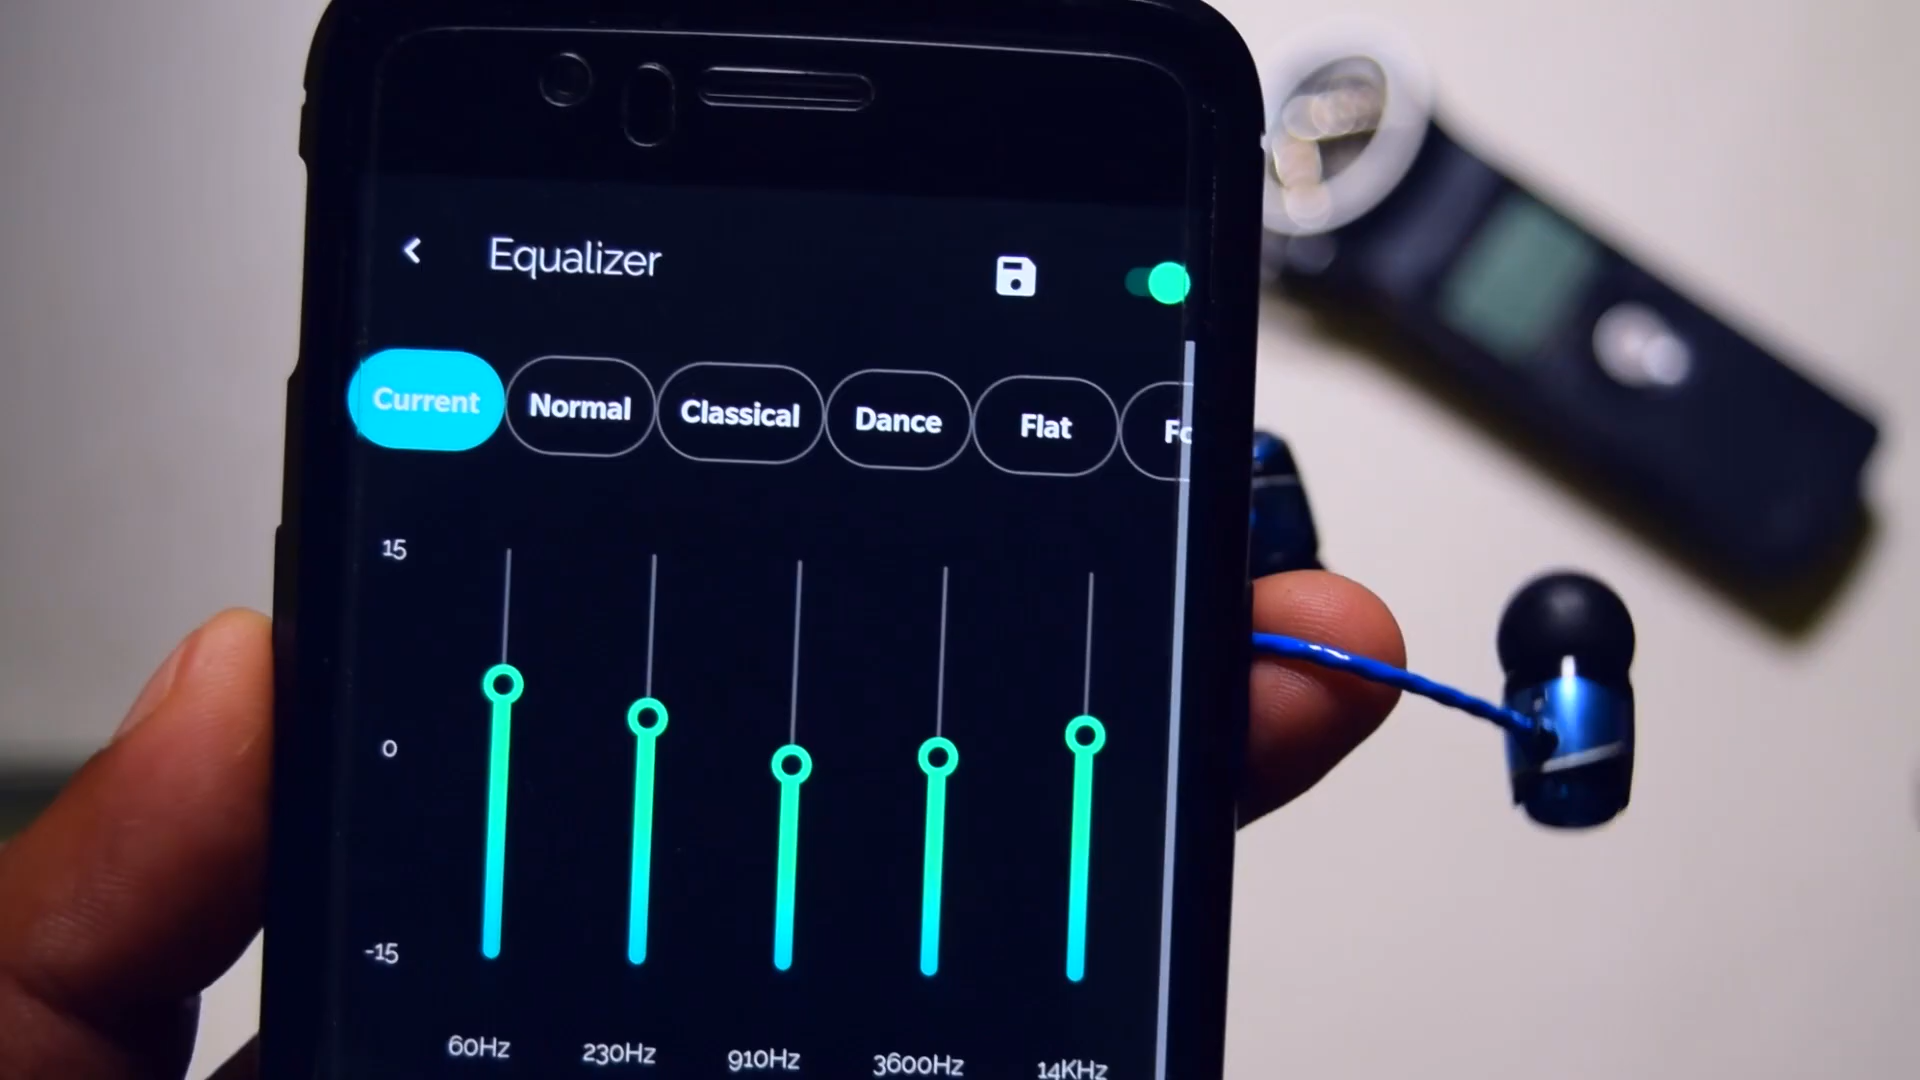 Equalizer
Current Normal Classical Dance Flat
15
0
-15
60Hz 230Hz 910Hz 3600Hz 14KHz